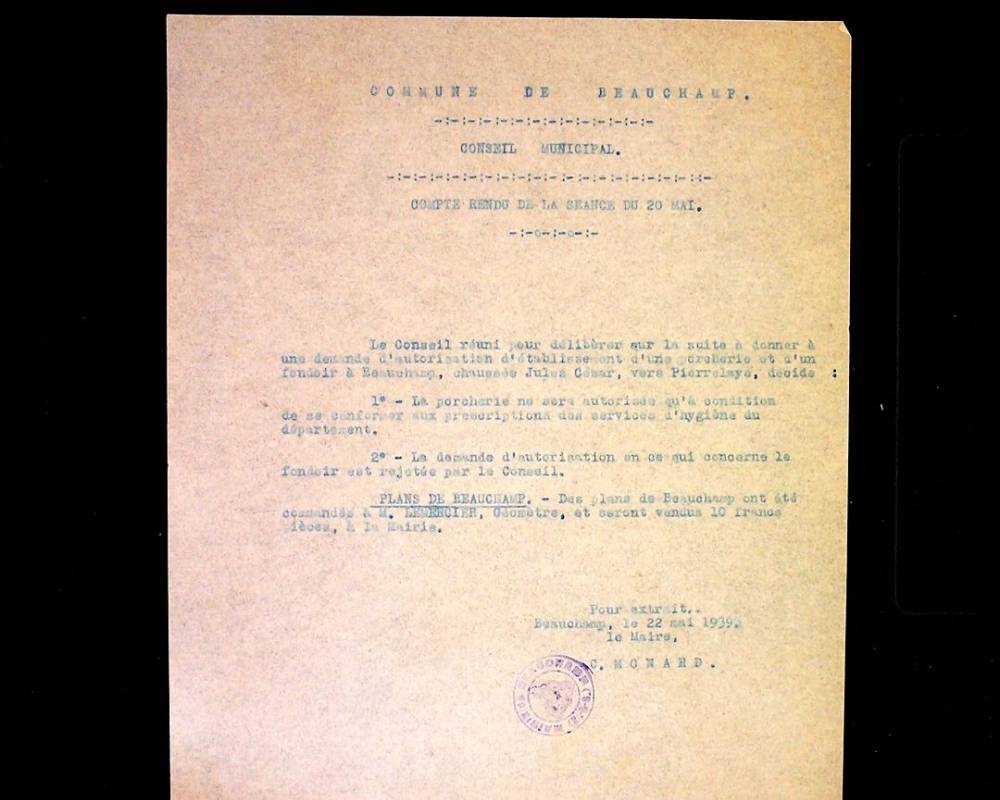 COMMUNE DE BEAUCHAMP.
-:-:-:-:-:-:-:-:-:-:-:-:-:-
CONSEIL MUNICIPAL.
-:-:-:-:-:-:-:-:-:-:-:-:-:-:-:-:-:-:-:-:-
COMPTE RENDU DE LA SEANCE DU 20 MAI.
-:-o-:-o-:-
Le Conseil réuni pour délibérer sur la suite à donner à
une demande d'autorisation d'établissement d'une porcherie et d'un
fondoir à Beauchamp, chaussée Jules César, vers Pierrelaye, décide :
1° - La porcherie ne sera autorisée qu'à condition
de se conformer aux prescriptions des services d'hygiène du
département.
2° - La demande d'autorisation en ce qui concerne le
fondoir est rejetée par le Conseil.
PLANS DE BEAUCHAMP. - Des plans de Beauchamp ont été
commandés à M. LEMERCIER, Géomètre, et seront vendus 10 francs
pièces, à la Mairie.
Pour extrait,
Beauchamp, le 22 mai 1939.
le Maire,
C. MONARD.
MAIRIE DE BEAUCHAMP (S.-&-O.)